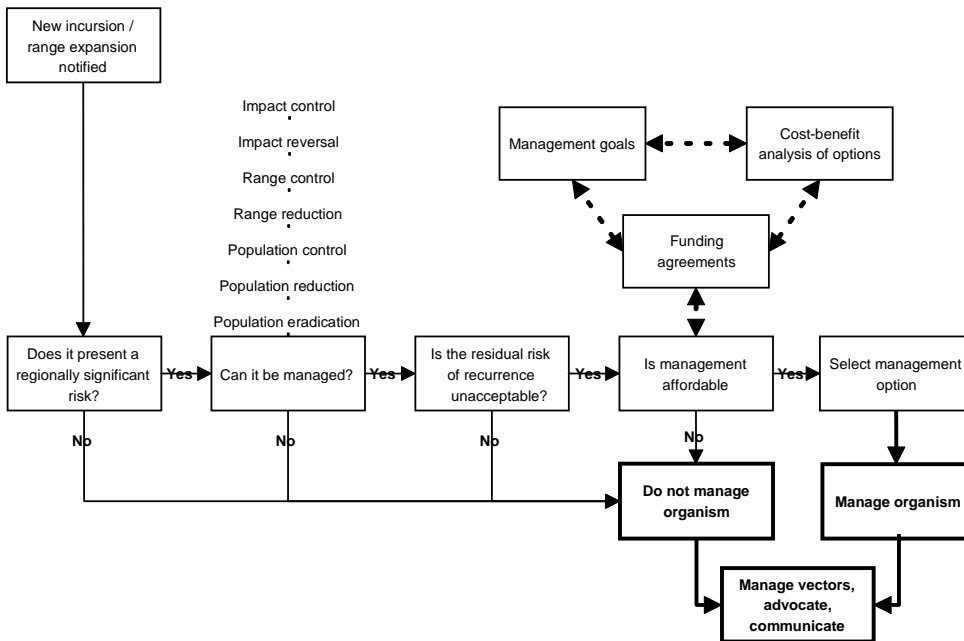 New incursion /
range expansion
notified
Impact control
Impact reversal
Range control
Range reduction
Population control
Population reduction
Population eradication
Management goals
Cost-benefit
analysis of options
Funding
agreements
Does it present a
regionally significant
risk?
Yes
Can it be managed?
Yes
Is the residual risk
of recurrence
unacceptable?
Yes
Is management
affordable
Yes
Select management
option
No
No
No
No
Do not manage
organism
Manage organism
Manage vectors,
advocate,
communicate